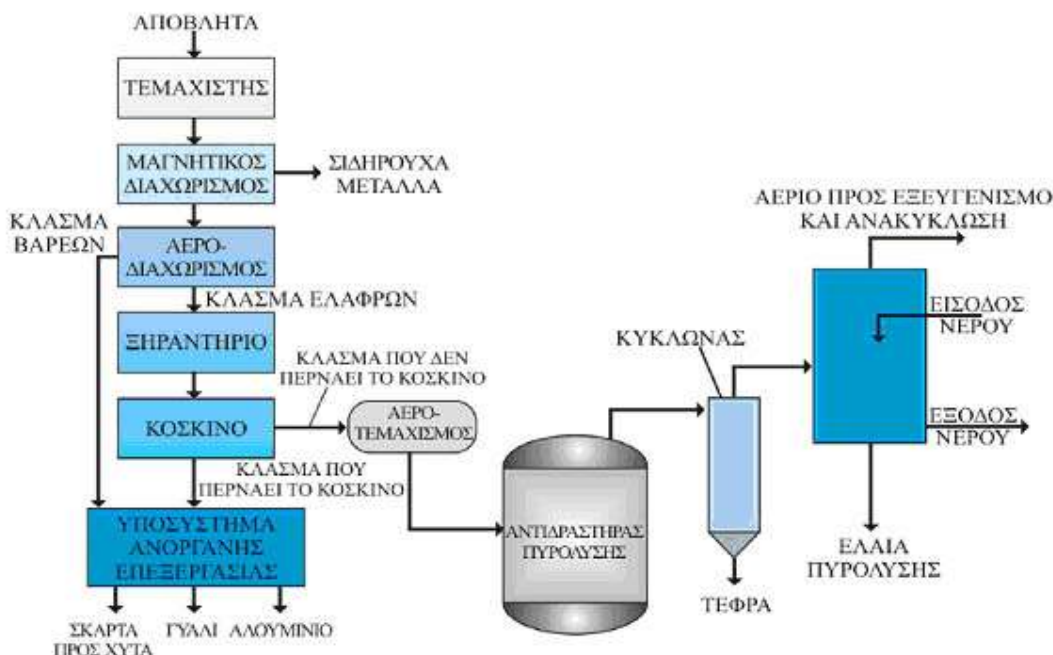 ΑΠΟΒΛΗΤΑ
ΤΕΜΑΧΙΣΤΗΣ
ΜΑΓΝΗΤΙΚΟΣ
ΔΙΑΧΩΡΙΣΜΟΣ
ΣΙΔΗΡΟΥΧΑ
ΜΕΤΑΛΛΑ
ΚΛΑΣΜΑ
ΒΑΡΕΩΝ
ΑΕΡΟ-
ΔΙΑΧΩΡΙΣΜΟΣ
ΚΛΑΣΜΑ ΕΛΑΦΡΩΝ
ΞΗΡΑΝΤΗΡΙΟ
ΚΛΑΣΜΑ ΠΟΥ ΔΕΝ
ΠΕΡΝΑΕΙ ΤΟ ΚΟΣΚΙΝΟ
ΚΟΣΚΙΝΟ
ΑΕΡΟ-
ΤΕΜΑΧΙΣΜΟΣ
ΚΛΑΣΜΑ ΠΟΥ
ΠΕΡΝΑΕΙ ΤΟ ΚΟΣΚΙΝΟ
ΥΠΟΣΥΣΤΗΜΑ
ΑΝΟΡΓΑΝΗΣ
ΕΠΕΞΕΡΓΑΣΙΑΣ
ΣΚΑΡΤΑ
ΠΡΟΣ ΧΥΤΑ
ΓΥΑΛΙ
ΑΛΟΥΜΙΝΙΟ
ΑΝΤΙΔΡΑΣΤΗΡΑΣ
ΠΥΡΟΛΥΣΗΣ
ΚΥΚΛΩΝΑΣ
ΤΕΦΡΑ
ΑΕΡΙΟ ΠΡΟΣ ΕΞΕΥΓΕΝΙΣΜΟ
ΚΑΙ ΑΝΑΚΥΚΛΩΣΗ
ΕΙΣΟΔΟΣ
ΝΕΡΟΥ
ΕΞΟΔΟΣ
ΝΕΡΟΥ
ΕΛΑΙΑ
ΠΥΡΟΛΥΣΗΣ